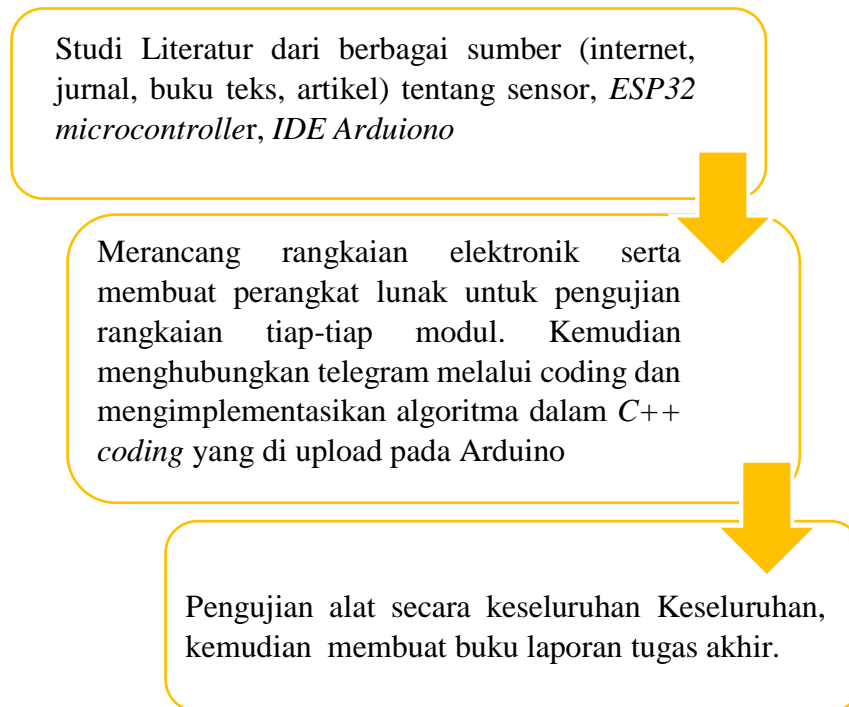 Studi Literatur dari berbagai sumber (internet,
jurnal, buku teks, artikel) tentang sensor, ESP32
microcontroller, IDE Arduiono
Merancang rangkaian elektronik serta
membuat perangkat lunak untuk pengujian
rangkaian tiap-tiap modul. Kemudian
menghubungkan telegram melalui coding dan
mengimplementasikan algoritma dalam C++
coding yang di upload pada Arduino
Pengujian alat secara keseluruhan Keseluruhan,
kemudian membuat buku laporan tugas akhir.